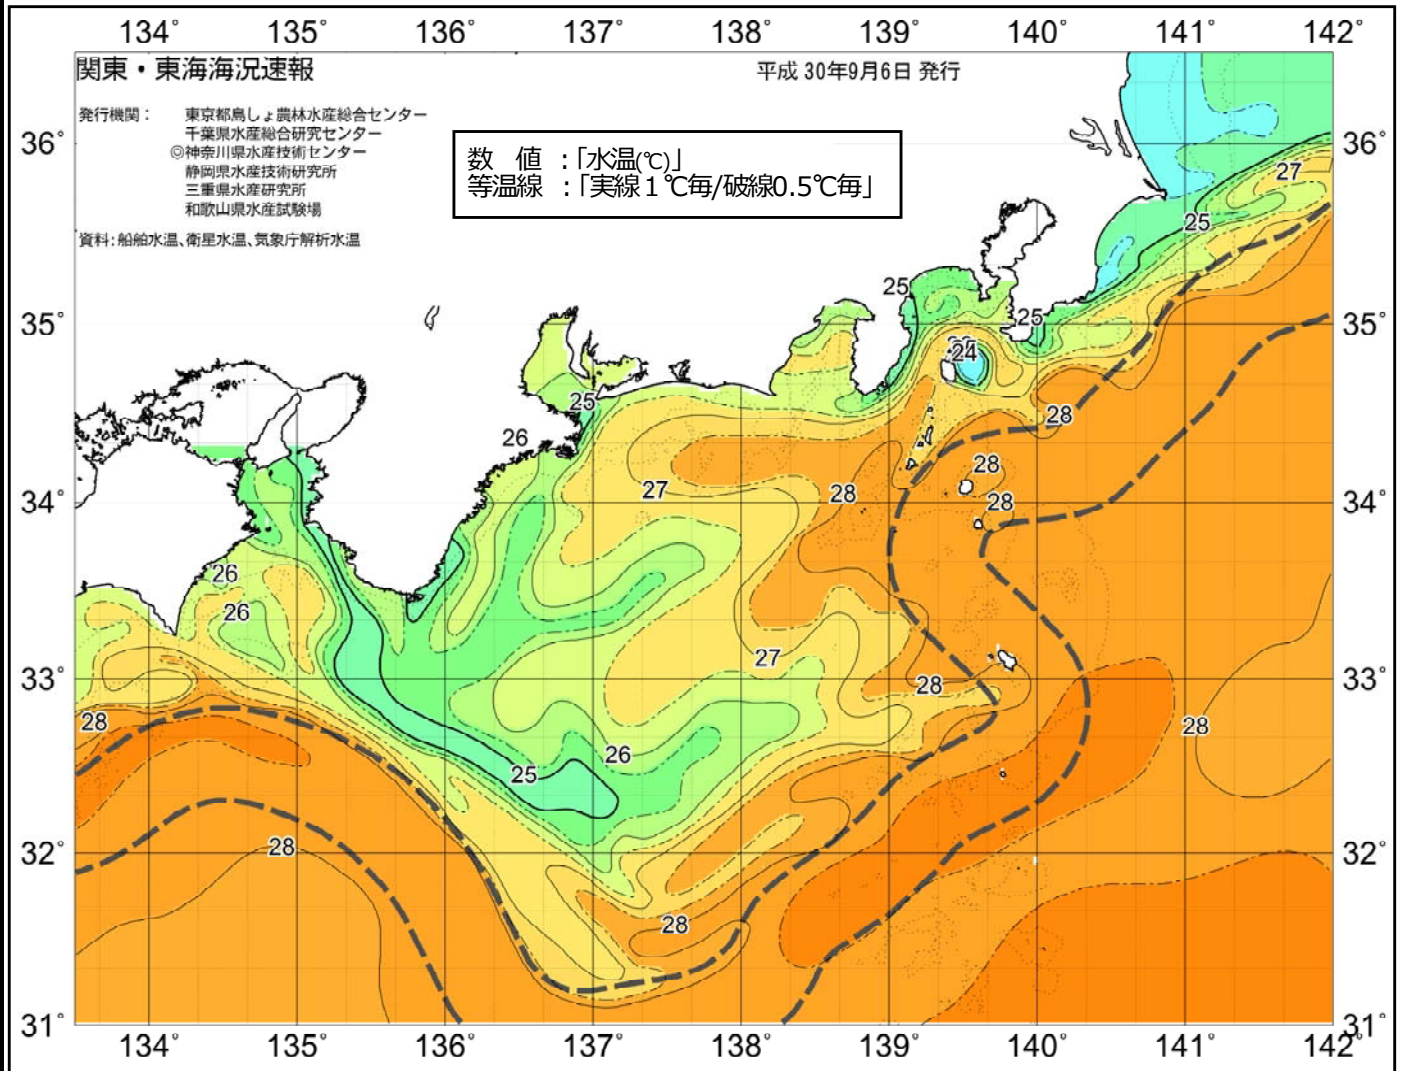 134° 135° 136° 137° 138° 139° 140° 141° 142°
関東・東海海況速報
平成 30年9月6日 発行
発行機関： 東京都島しょ農林水産総合センター
千葉県水産総合研究センター
◎神奈川県水産技術センター
静岡県水産技術研究所
三重県水産研究所
和歌山県水産試験場
資料：船舶水温、衛星水温、気象庁解析水温
数 値 ：「水温(℃)」
等温線 ：「実線１℃毎/破線0.5℃毎」
36° 36°
27
25
25
35° 25 35°
24
25
28
26
28
27 28
34° 28 34°
26
26
27
33° 28 33°
28
28
26
25
28
32° 32°
28
31° 31°
134° 135° 136° 137° 138° 139° 140° 141° 142°